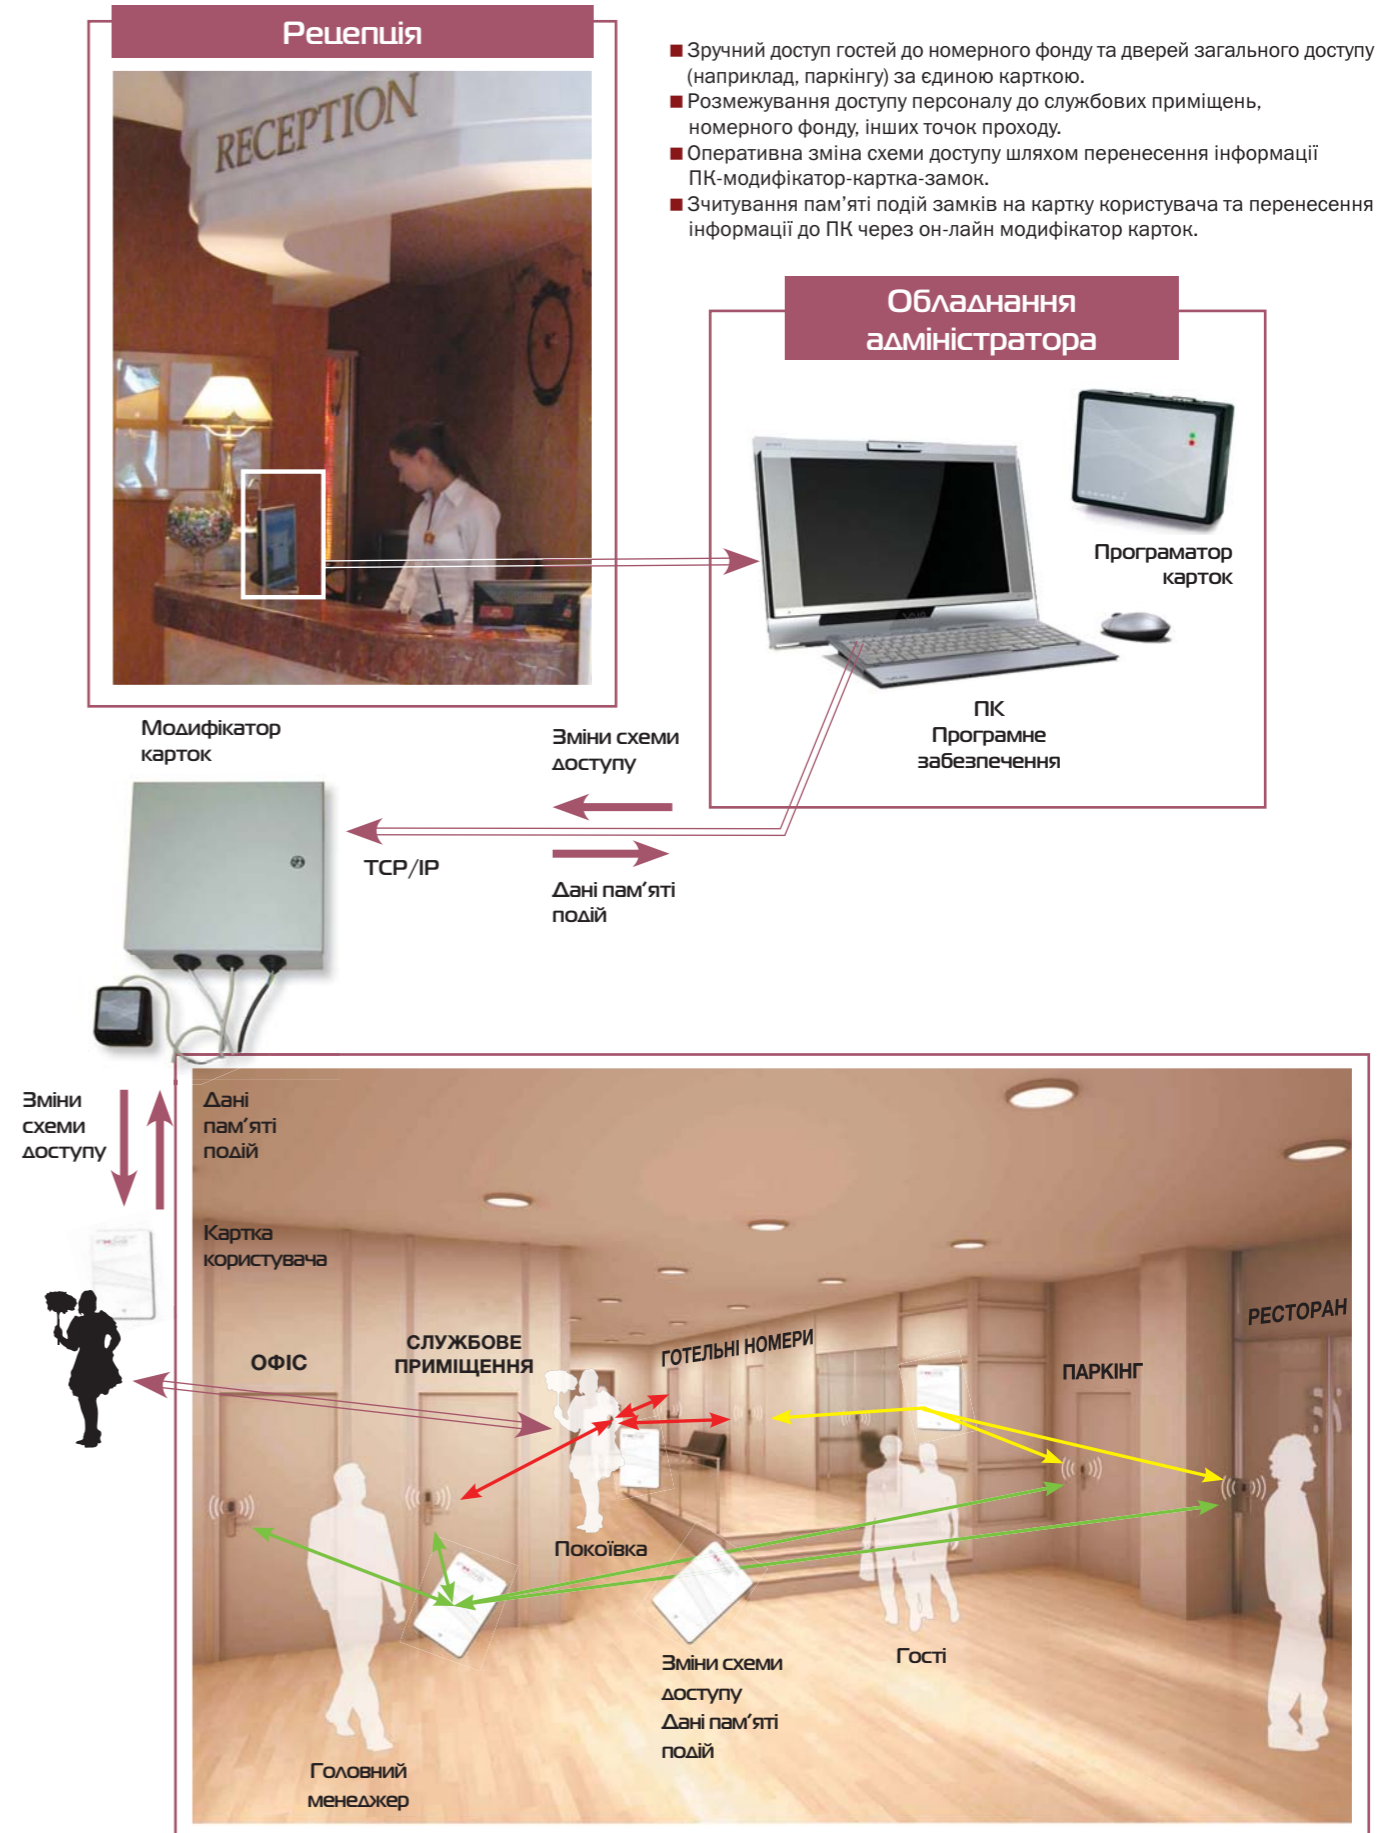 Рецепція
RECEPTION
■ Зручний доступ гостей до номерного фонду та дверей загального доступу
(наприклад, паркінгу) за єдиною карткою.
■ Розмежування доступу персоналу до службових приміщень,
номерного фонду, інших точок проходу.
■ Оперативна зміна схеми доступу шляхом перенесення інформації
ПК-модифікатор-картка-замок.
■ Зчитування пам’яті подій замків на картку користувача та перенесення
інформації до ПК через он-лайн модифікатор карток.
Обладнання
адміністратора
Програматор
карток
ПК
Програмне
забезпечення
Модифікатор
карток
Зміни схеми
доступу
TCP/IP
Дані пам’яті
подій
Зміни
схеми
доступу
Дані
пам’яті
подій
Картка
користувача
ОФІС
СЛУЖБОВЕ
ПРИМІЩЕННЯ
ГОТЕЛЬНІ НОМЕРИ
ПАРКІНГ
РЕСТОРАН
Покоївка
Гості
Зміни схеми
доступу
Дані пам’яті
подій
Головний
менеджер